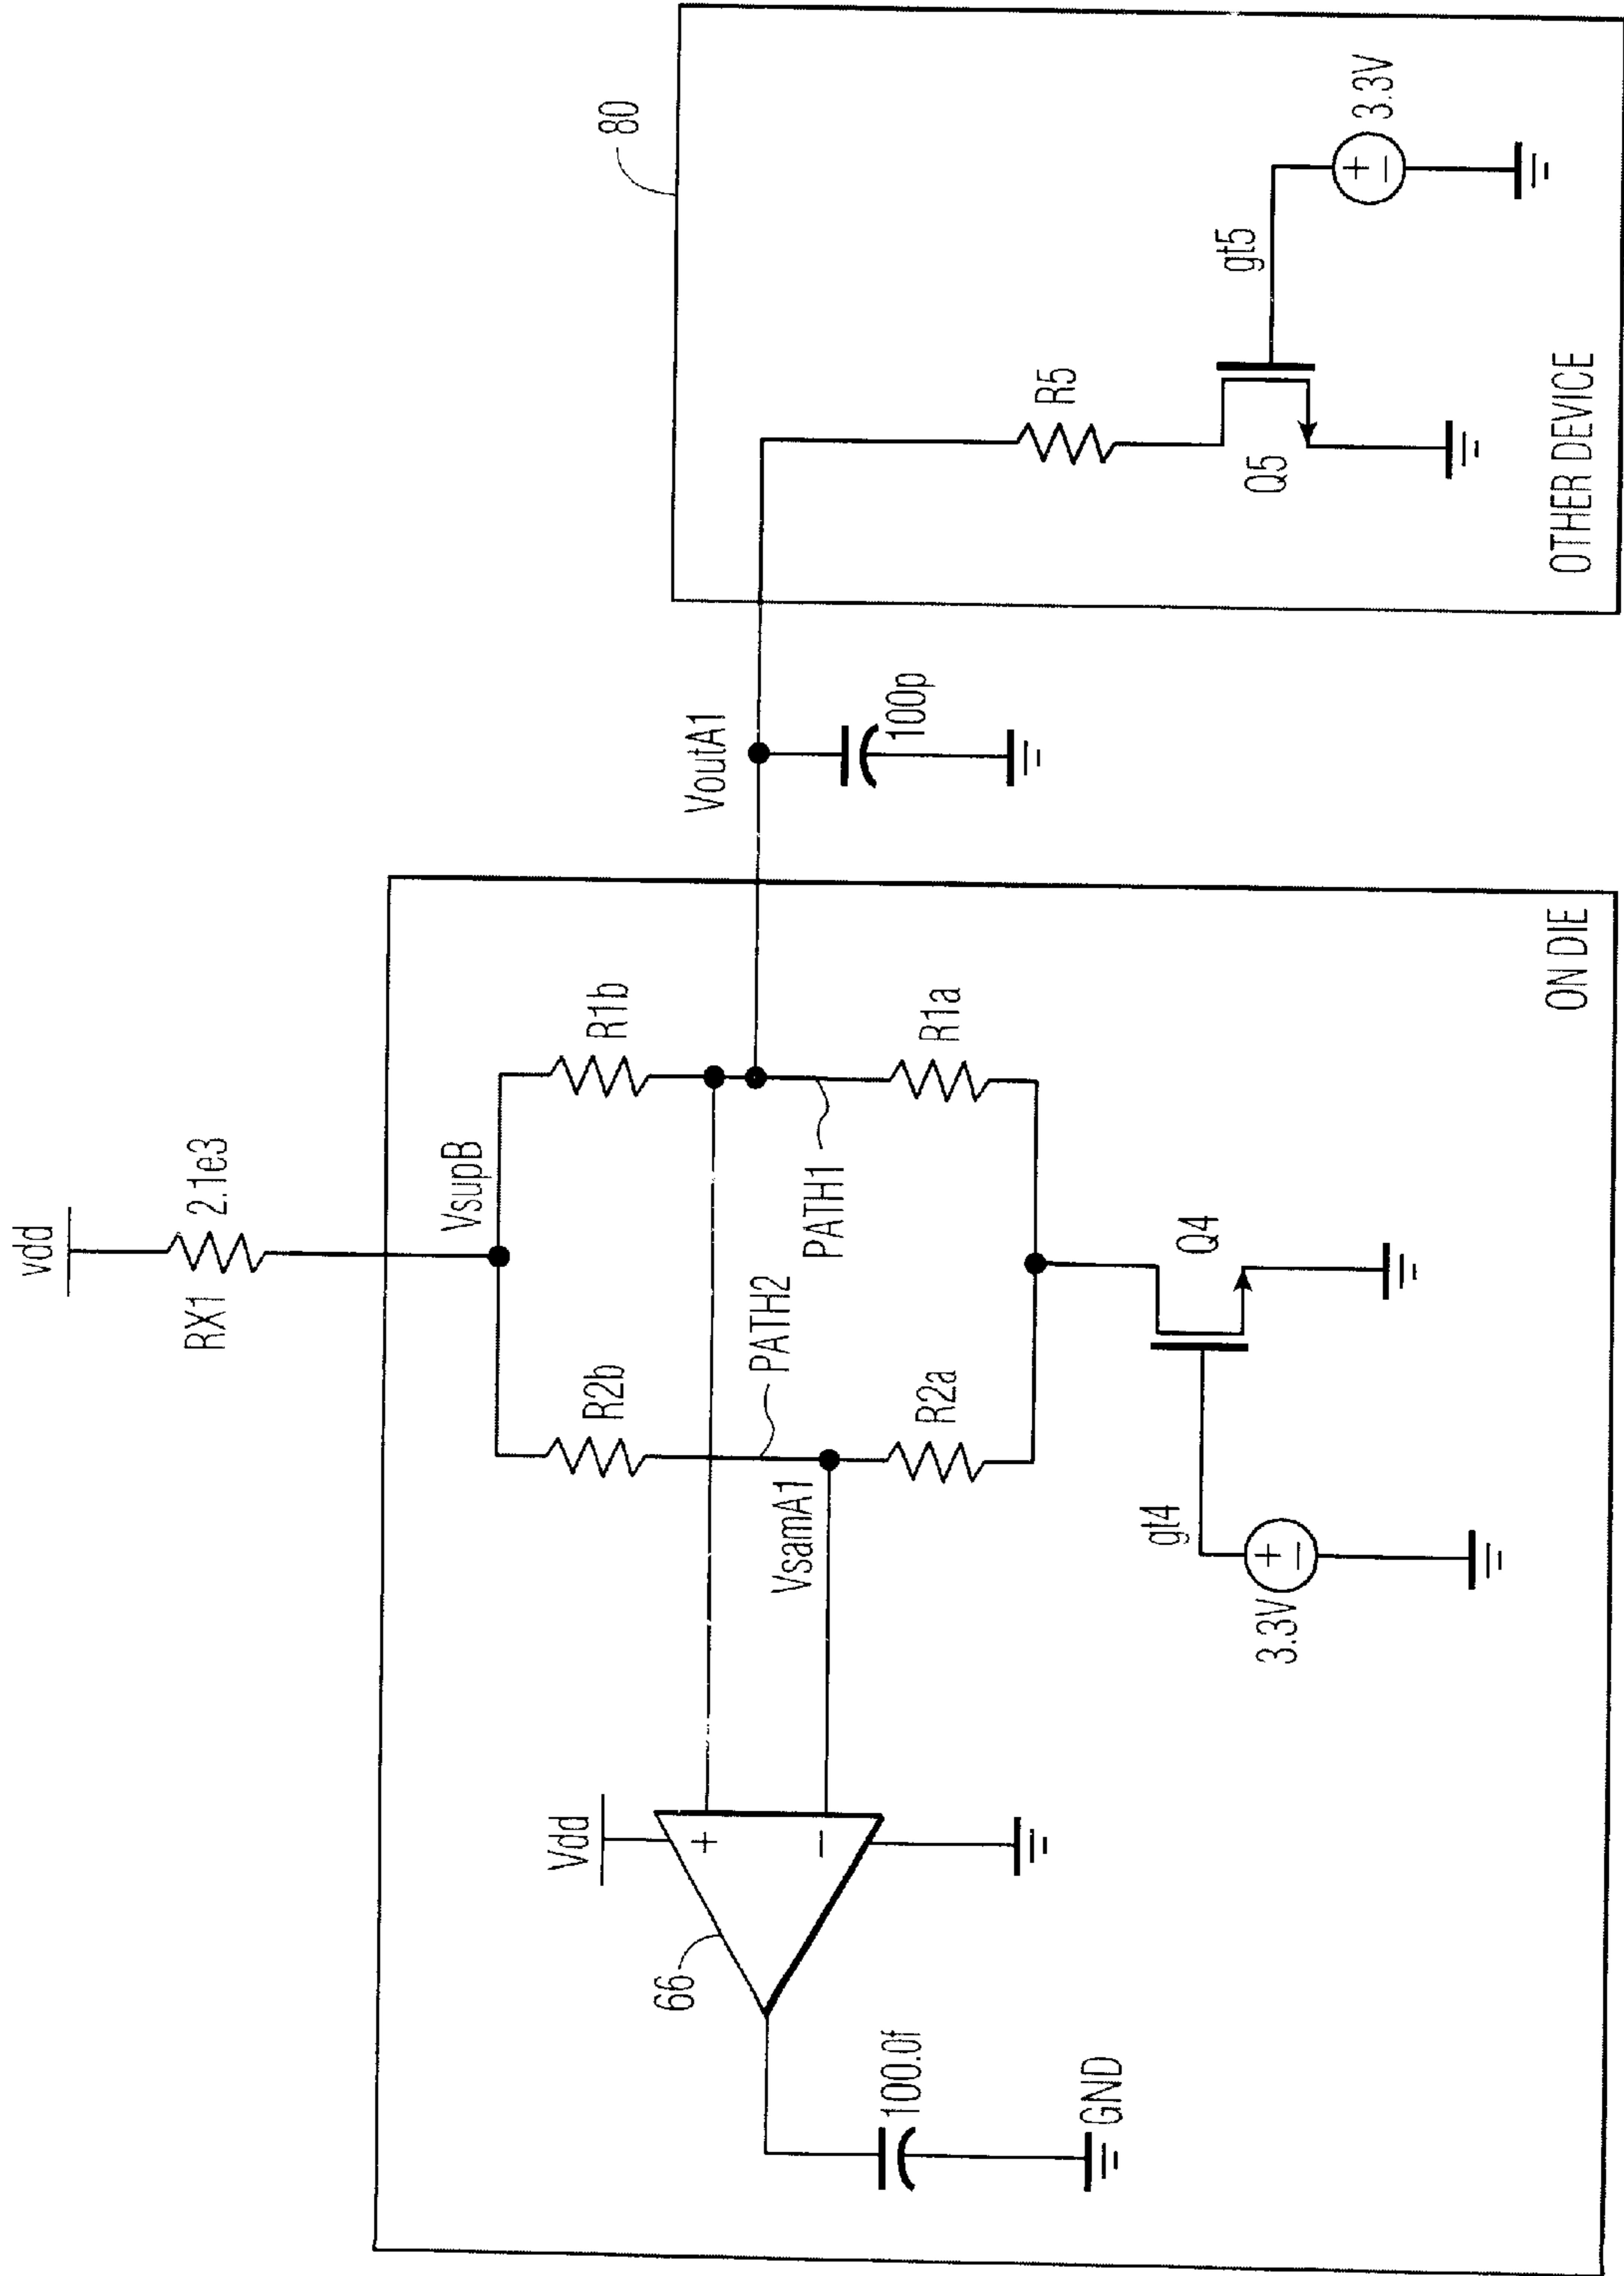 vdd
RX1
2.1e3
80
VsupB
R2b
R1b
PATH2
PATH1
VsamA1
R2a
R1a
VoutA1
100p
R5
gt5
Q5
3.3V
OTHER DEVICE
Vdd
66
+
−
100.0f
GND
gt4
+
−
3.3V
Q4
ON DIE
+
−